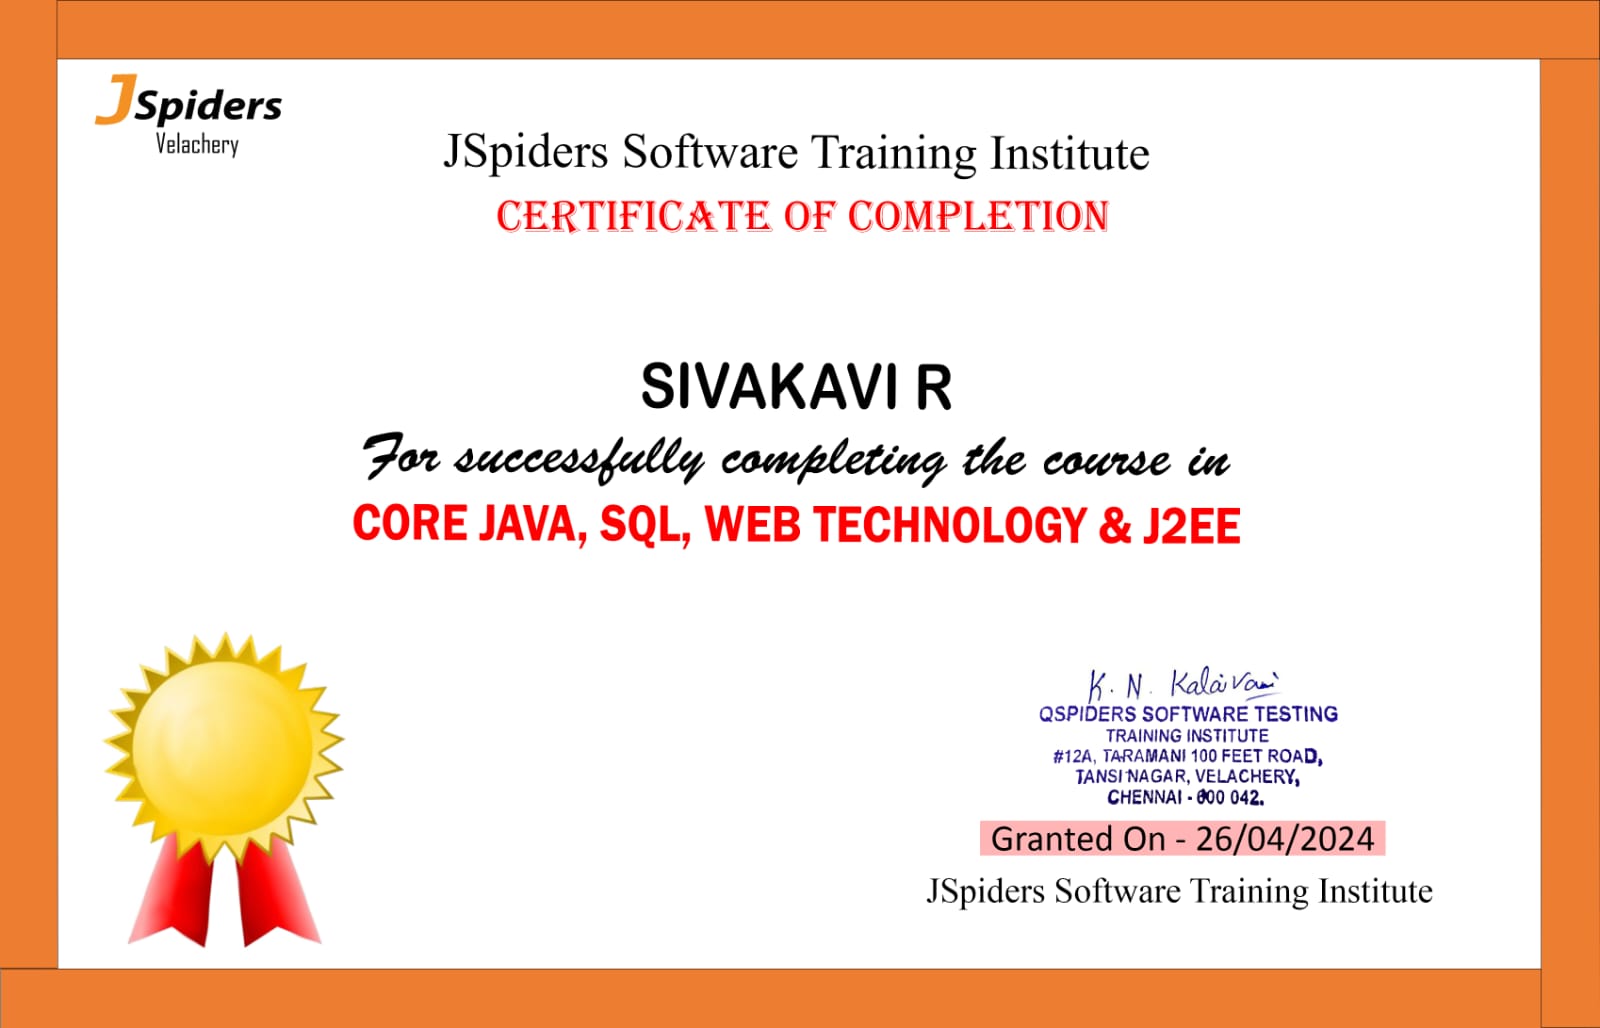 JSpiders
Velachery
JSpiders Software Training Institute
CERTIFICATE OF COMPLETION
SIVAKAVI R
For successfully completing the course in
CORE JAVA, SQL, WEB TECHNOLOGY & J2EE
K. N. Kalaivani
QSPIDERS SOFTWARE TESTING
TRAINING INSTITUTE
#12A, TARAMANI 100 FEET ROAD,
TANSI NAGAR, VELACHERY,
CHENNAI - 600 042.
Granted On - 26/04/2024
JSpiders Software Training Institute